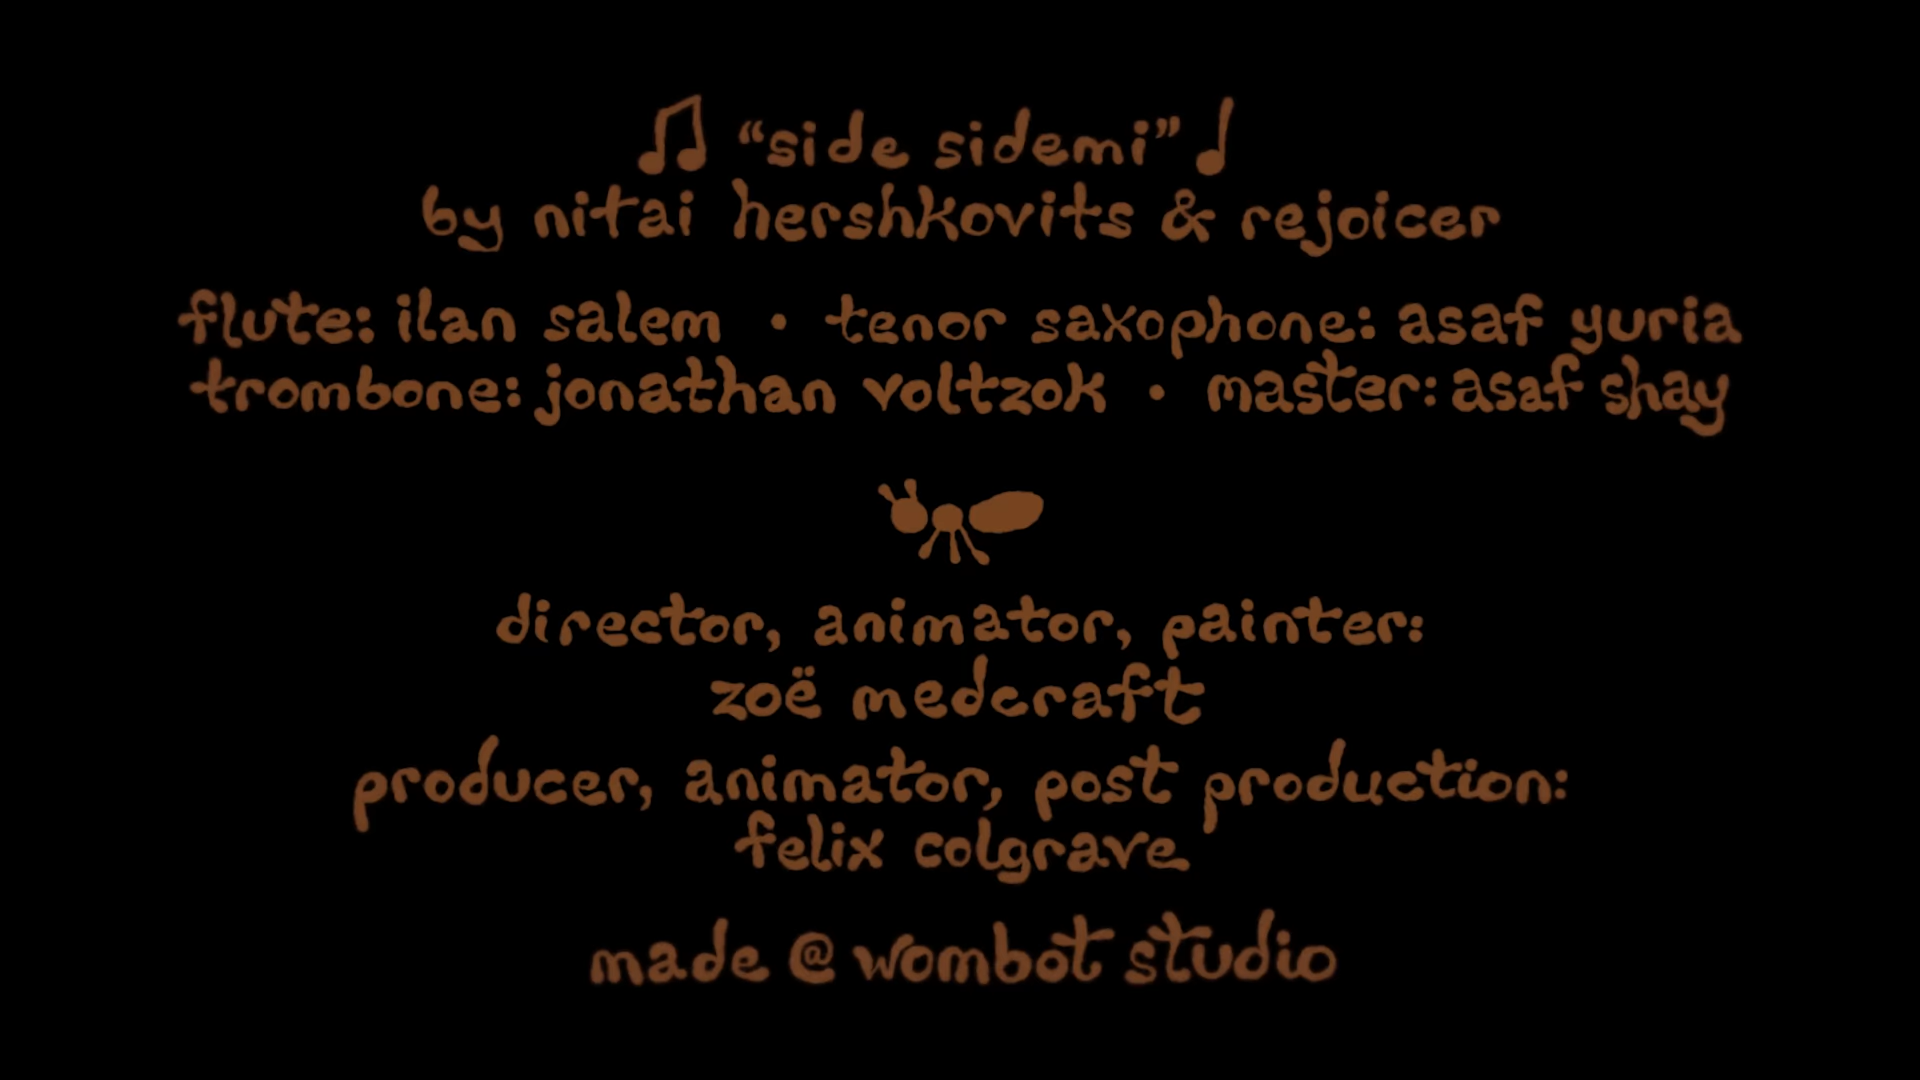 “side sidemi”
by nitai hershkovits & rejoicer
flute: ilan salem • tenor saxophone: asaf yuria
trombone: jonathan voltzok • master: asaf shay
director, animator, painter:
zoë medcraft
producer, animator, post production:
felix colgrave
made @ wombot studio